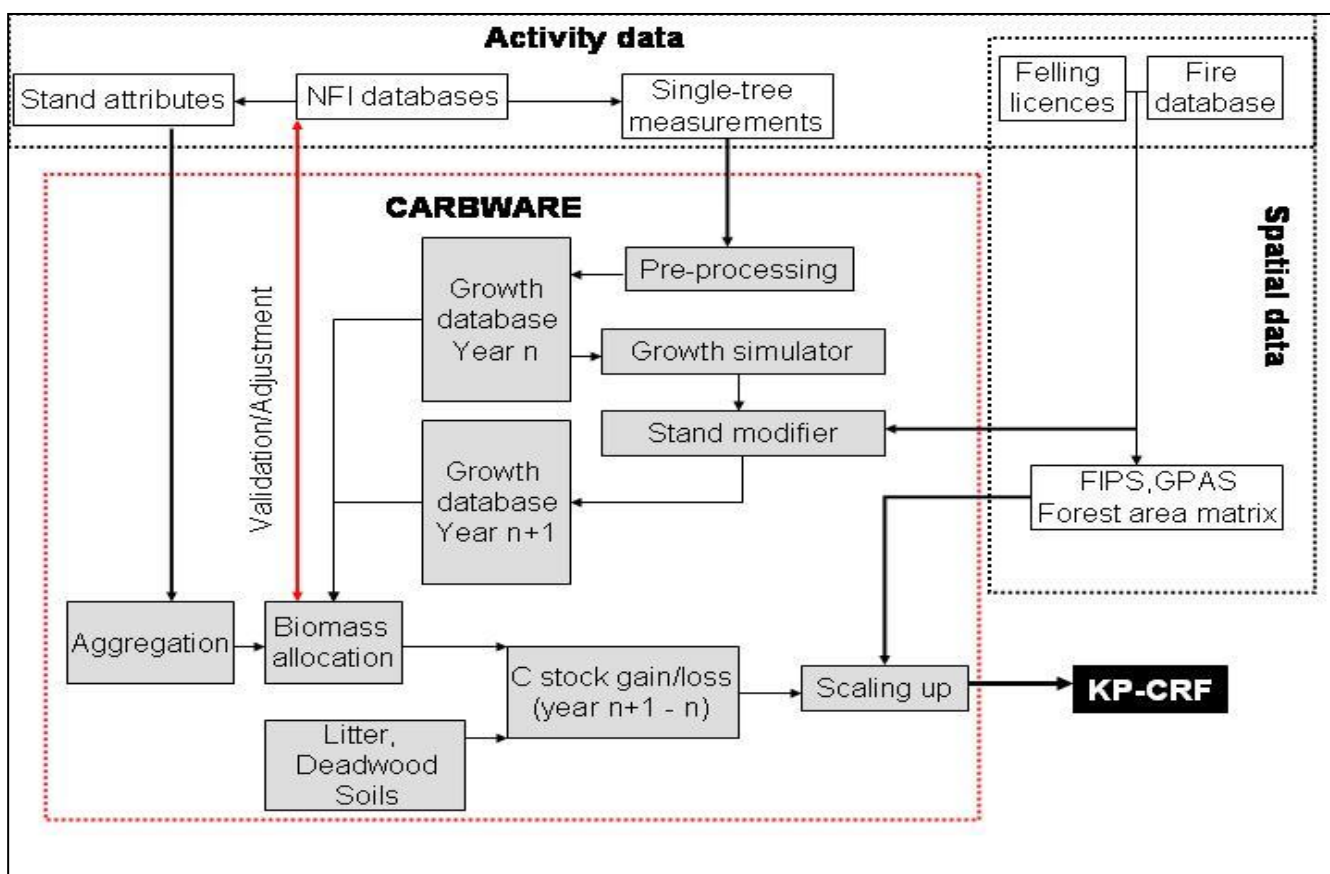 Activity data
Stand attributes
NFI databases
Single-tree
measurements
Felling
licences
Fire
database
CARBWARE
Spatial data
Validation/Adjustment
Pre-processing
Growth
database
Year n
Growth simulator
Stand modifier
Growth
database
Year n+1
FIPS,GPAS
Forest area matrix
Aggregation
Biomass
allocation
C stock gain/loss
(year n+1 - n)
Scaling up
KP-CRF
Litter,
Deadwood
Soils